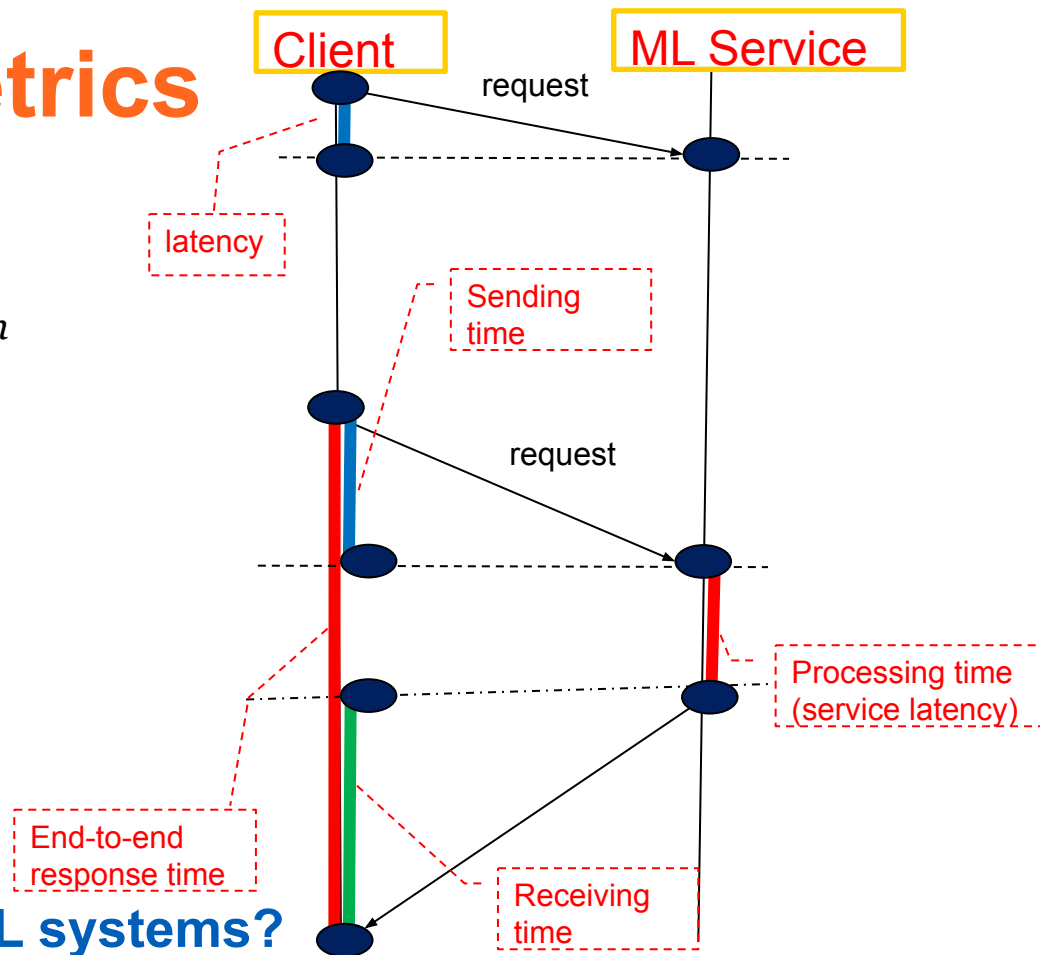 etrics
Client
ML Service
request
latency
n
Sending
time
request
Processing time
(service latency)
End-to-end
response time
Receiving
time
L systems?